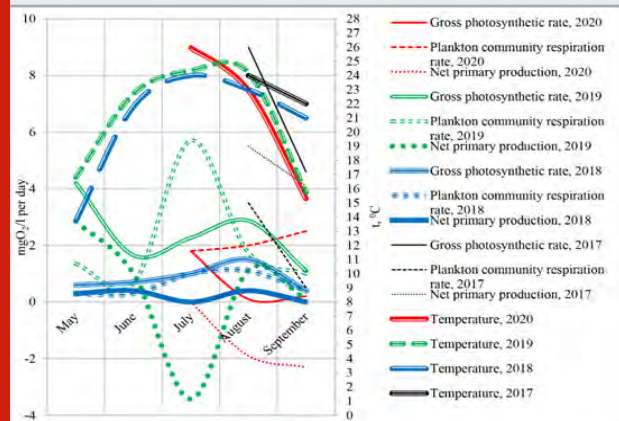 10
8
6
4
2
0
-2
-4
mgO₂/l per day
May
June
July
August
September
28
27
26
25
24
23
22
21
20
19
18
17
16
15
14
13
12
11
10
9
8
7
6
5
4
3
2
1
0
t, ⁰C
Gross photosynthetic rate, 2020
Plankton community respiration
rate, 2020
Net primary production, 2020
Gross photosynthetic rate, 2019
Plankton community respiration
rate, 2019
Net primary production, 2019
Gross photosynthetic rate, 2018
Plankton community respiration
rate, 2018
Net primary production, 2018
Gross photosynthetic rate, 2017
Plankton community respiration
rate, 2017
Net primary production, 2017
Temperature, 2020
Temperature, 2019
Temperature, 2018
Temperature, 2017